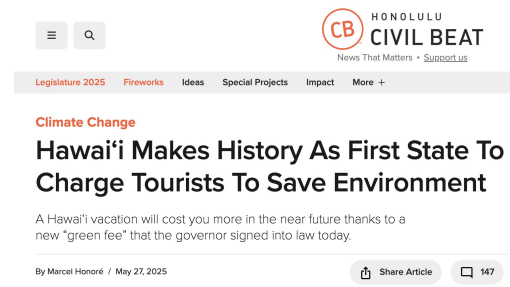 CB
HONOLULU
CIVIL BEAT
News That Matters • Support us
Legislature 2025 Fireworks Ideas Special Projects Impact More +
Climate Change
Hawaiʻi Makes History As First State To
Charge Tourists To Save Environment
A Hawaiʻi vacation will cost you more in the near future thanks to a
new “green fee” that the governor signed into law today.
By Marcel Honoré / May 27, 2025
Share Article
147